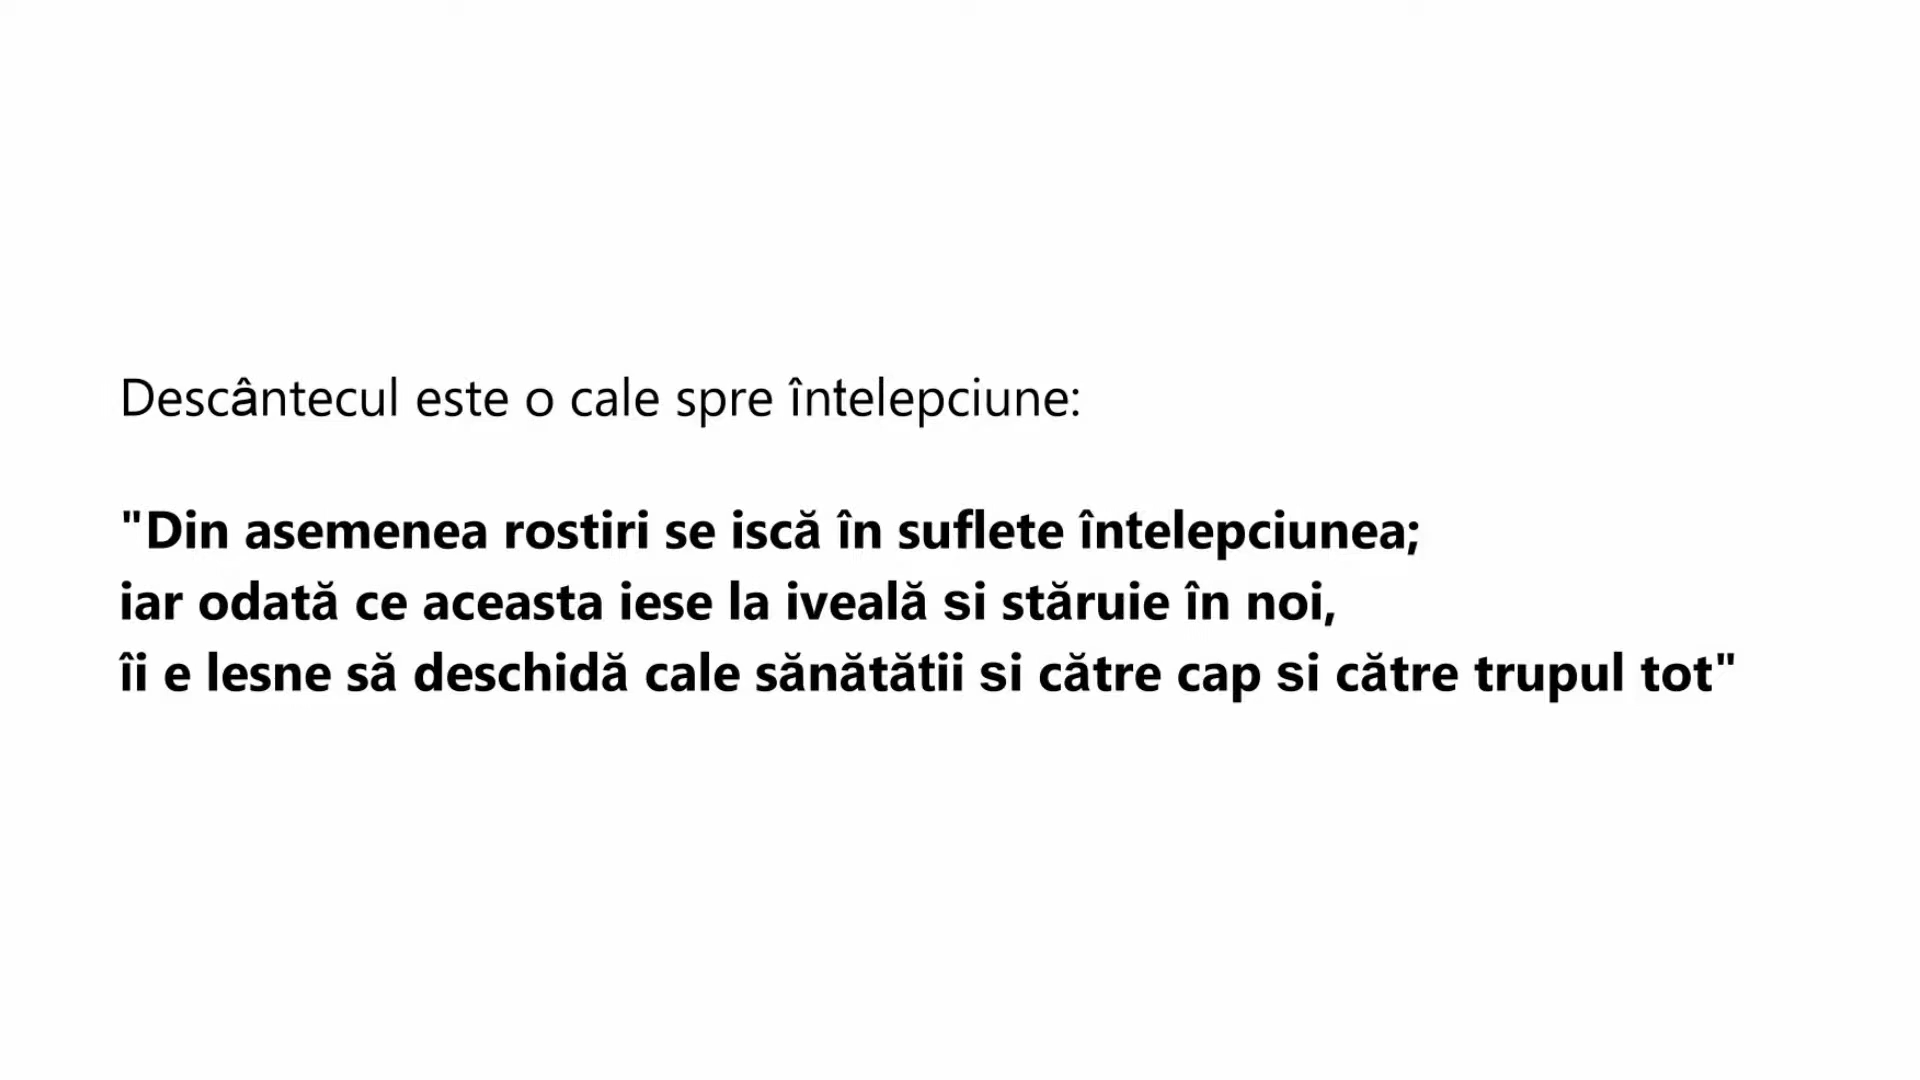 Descântecul este o cale spre întelepciune:
"Din asemenea rostiri se iscă în suflete întelepciunea;
iar odată ce aceasta iese la iveală si stăruie în noi,
îi e lesne să deschidă cale sănătătii si către cap si către trupul tot"